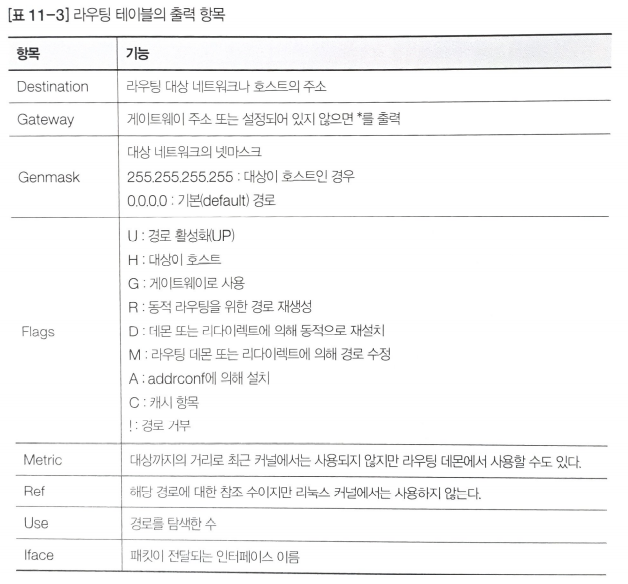 [표 11-3] 라우팅 테이블의 출력 항목
항목 기능
Destination 라우팅 대상 네트워크나 호스트의 주소
Gateway 게이트웨이 주소 또는 설정되어 있지 않으면 *를 출력
Genmask 대상 네트워크의 넷마스크
255.255.255.255 : 대상이 호스트인 경우
0.0.0.0 : 기본(default) 경로
Flags U : 경로 활성화(UP)
H : 대상이 호스트
G : 게이트웨이로 사용
R : 동적 라우팅을 위한 경로 재생성
D : 데몬 또는 리다이렉트에 의해 동적으로 재설치
M : 라우팅 데몬 또는 리다이렉트에 의해 경로 수정
A : addrconf에 의해 설치
C : 캐시 항목
! : 경로 거부
Metric 대상까지의 거리로 최근 커널에서는 사용되지 않지만 라우팅 데몬에서 사용할 수도 있다.
Ref 해당 경로에 대한 참조 수이지만 리눅스 커널에서는 사용하지 않는다.
Use 경로를 탐색한 수
Iface 패킷이 전달되는 인터페이스 이름